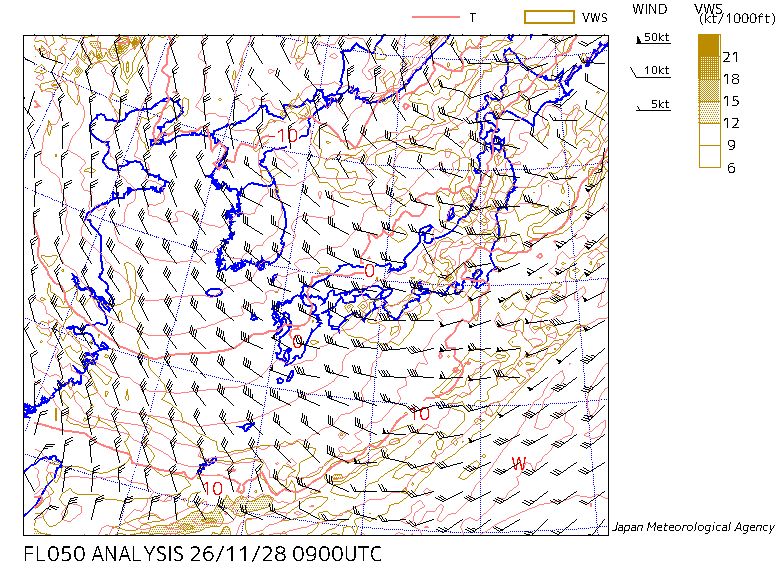 T
VWS
WIND
50kt
10kt
5kt
VWS
(kt/1000ft)
21
18
15
12
9
6
-10
0
0
10
10
W
Japan Meteorological Agency
FL050 ANALYSIS 26/11/28 0900UTC